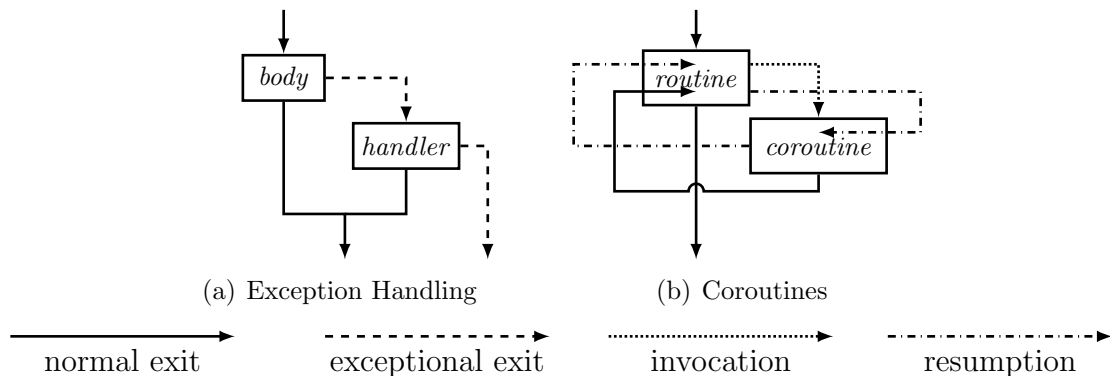 body
routine
handler
coroutine
(a) Exception Handling
(b) Coroutines
normal exit
exceptional exit
invocation
resumption